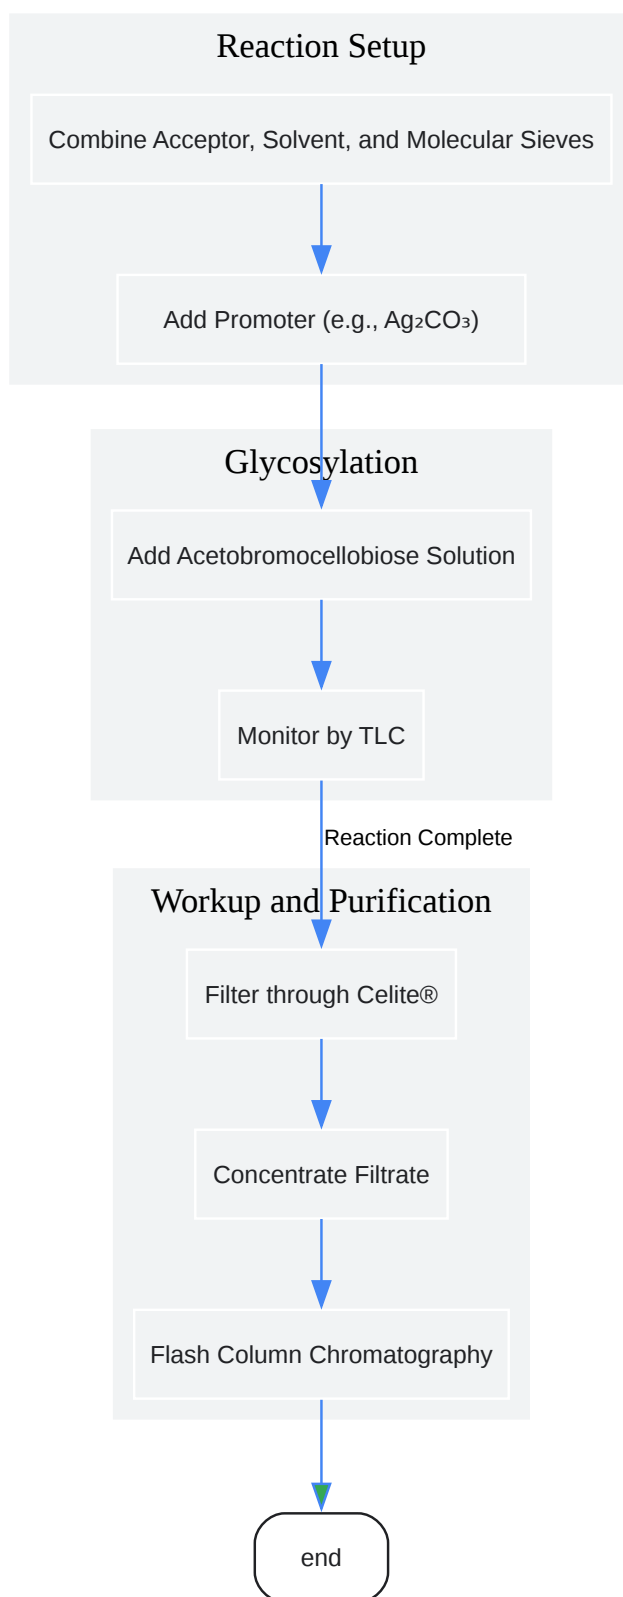 Reaction Setup
Combine Acceptor, Solvent, and Molecular Sieves
Add Promoter (e.g., Ag₂CO₃)
Glycosylation
Add Acetobromocellobiose Solution
Monitor by TLC
Reaction Complete
Workup and Purification
Filter through Celite®
Concentrate Filtrate
Flash Column Chromatography
end